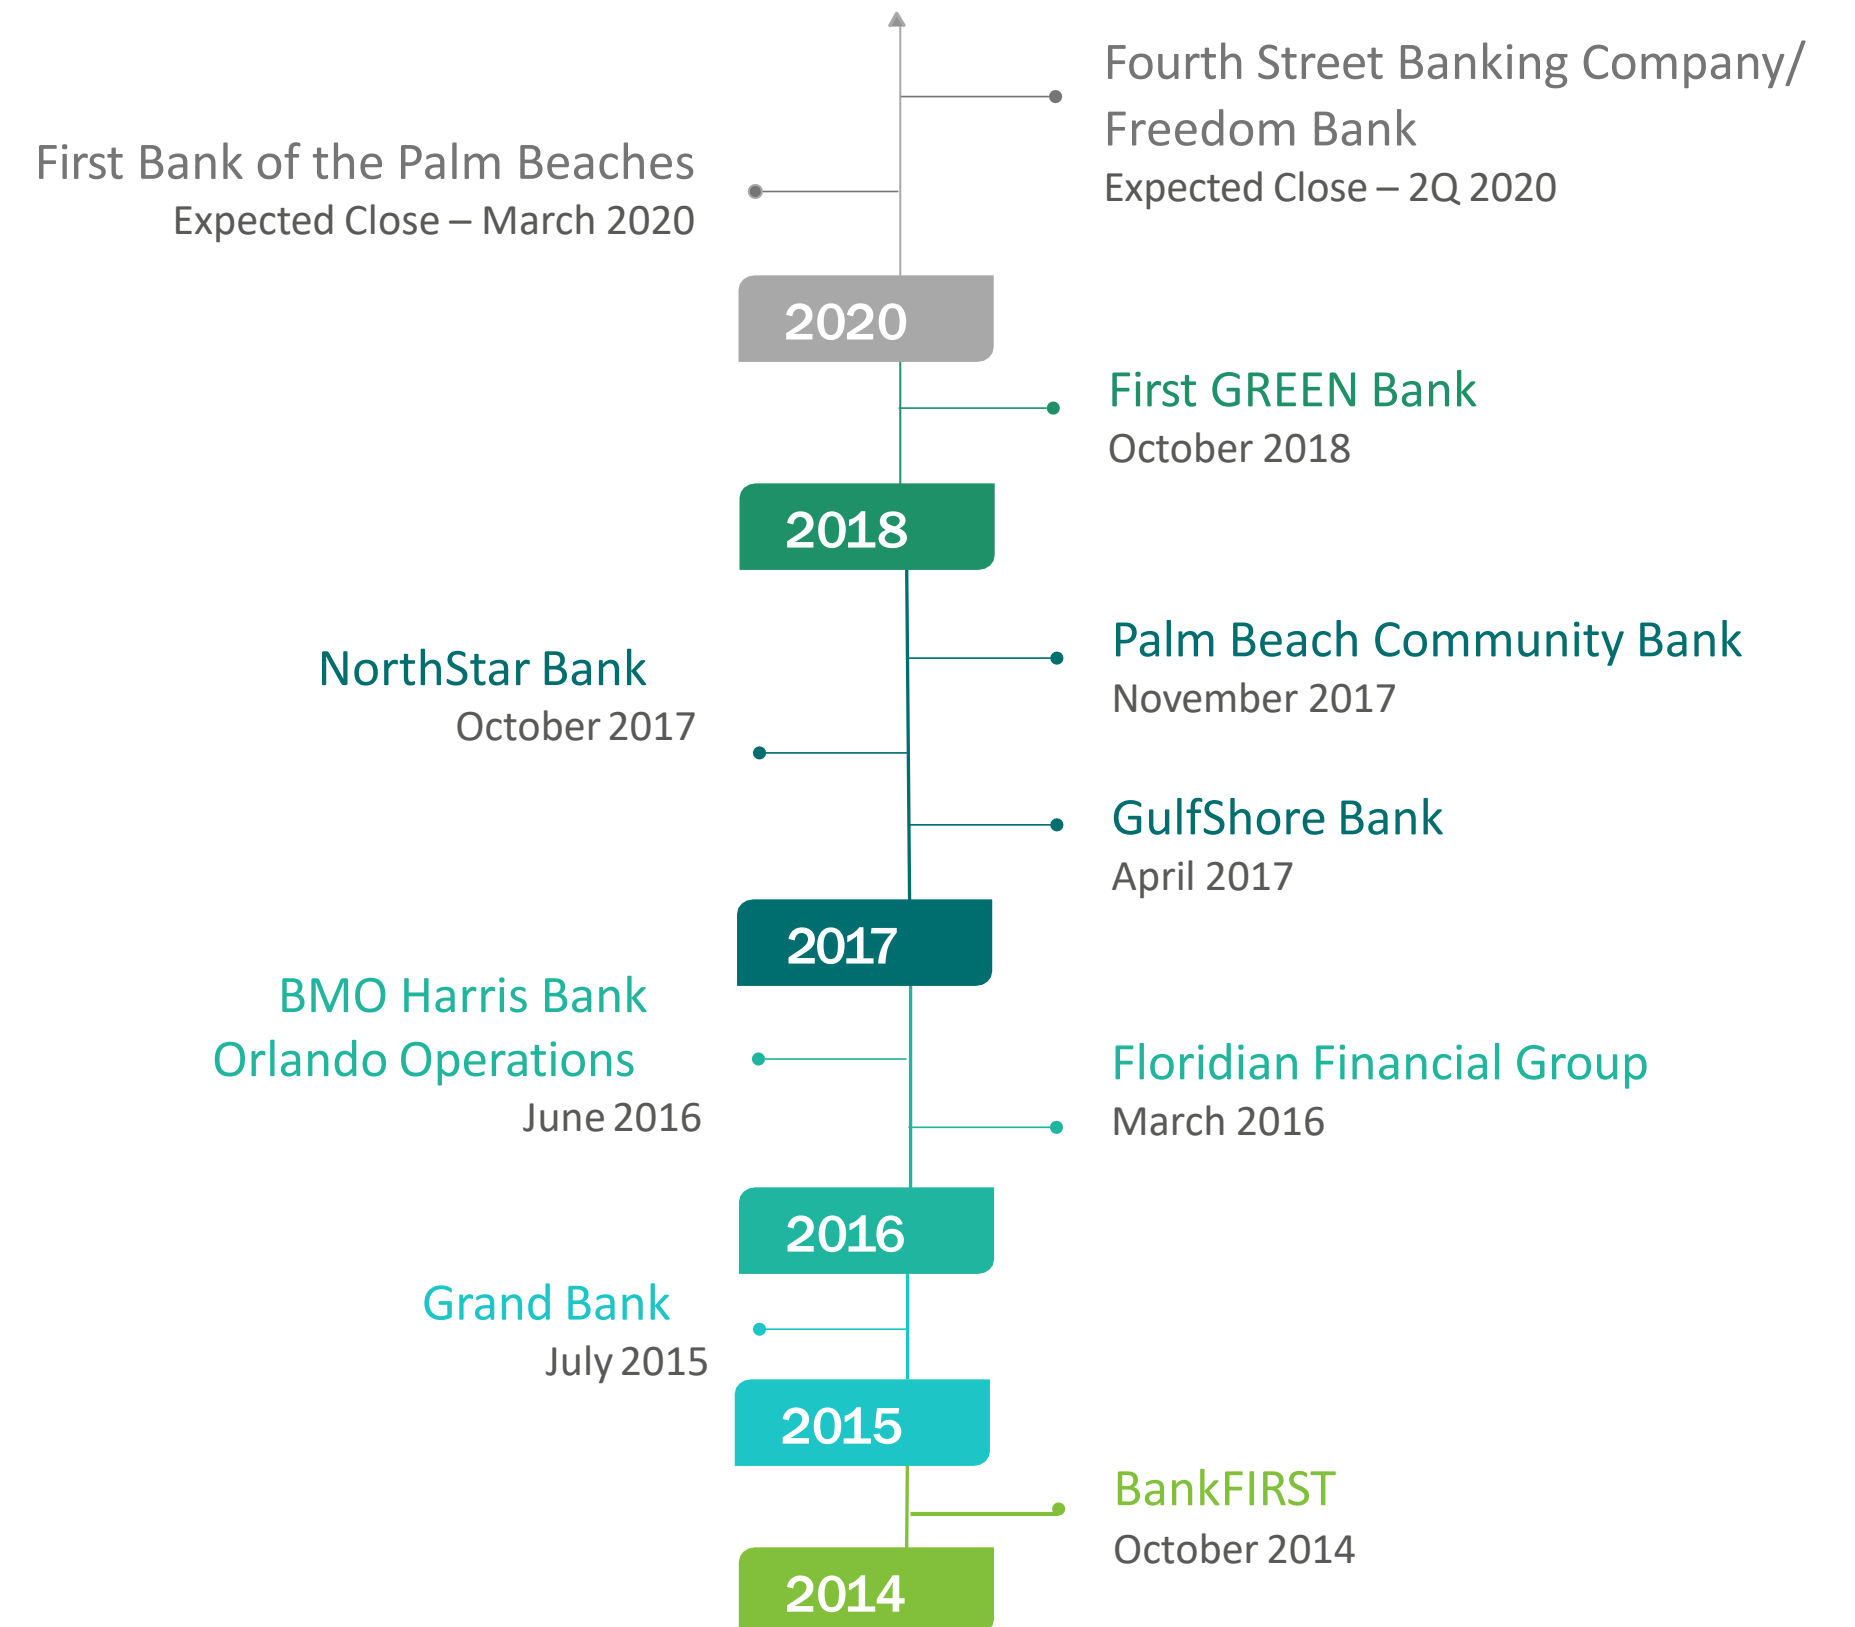 Fourth Street Banking Company/
Freedom Bank
Expected Close – 2Q 2020
First Bank of the Palm Beaches
Expected Close – March 2020
2020
First GREEN Bank
October 2018
2018
Palm Beach Community Bank
November 2017
NorthStar Bank
October 2017
GulfShore Bank
April 2017
2017
BMO Harris Bank
Orlando Operations
June 2016
Floridian Financial Group
March 2016
2016
Grand Bank
July 2015
2015
BankFIRST
October 2014
2014